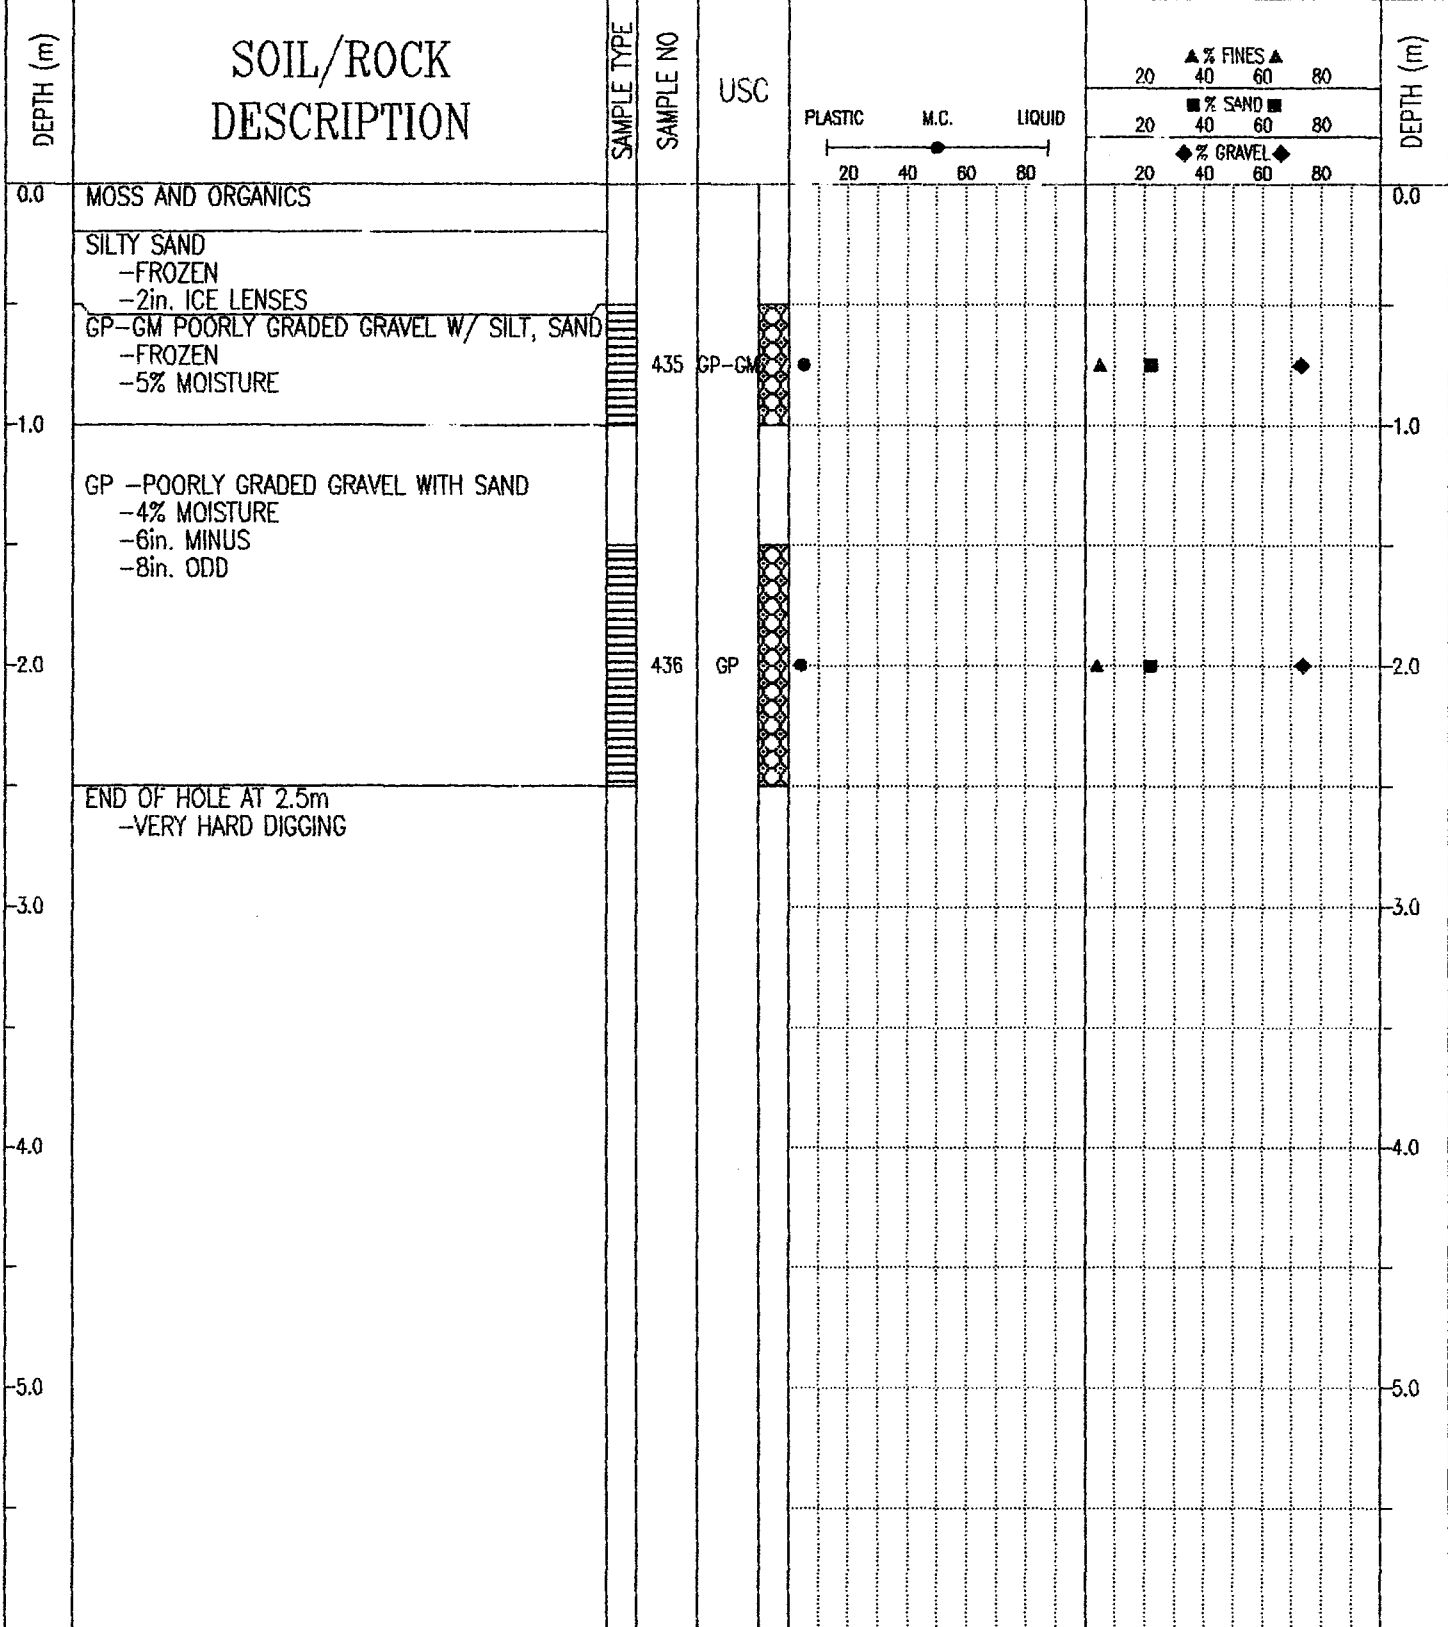 DEPTH (m)
SOIL/ROCK
DESCRIPTION
SAMPLE TYPE
SAMPLE NO
USC
PLASTIC M.C. LIQUID
20 40 60 80
▲ % FINES ▲
20 40 60 80
■ % SAND ■
20 40 60 80
◆ % GRAVEL ◆
20 40 60 80
DEPTH (m)
0.0 MOSS AND ORGANICS 0.0
SILTY SAND
-FROZEN
-2in. ICE LENSES
GP-GM POORLY GRADED GRAVEL W/ SILT, SAND
-FROZEN
-5% MOISTURE
435 GP-GM
1.0 1.0
GP -POORLY GRADED GRAVEL WITH SAND
-4% MOISTURE
-6in. MINUS
-8in. ODD
2.0 436 GP 2.0
END OF HOLE AT 2.5m
-VERY HARD DIGGING
3.0 3.0
4.0 4.0
5.0 5.0